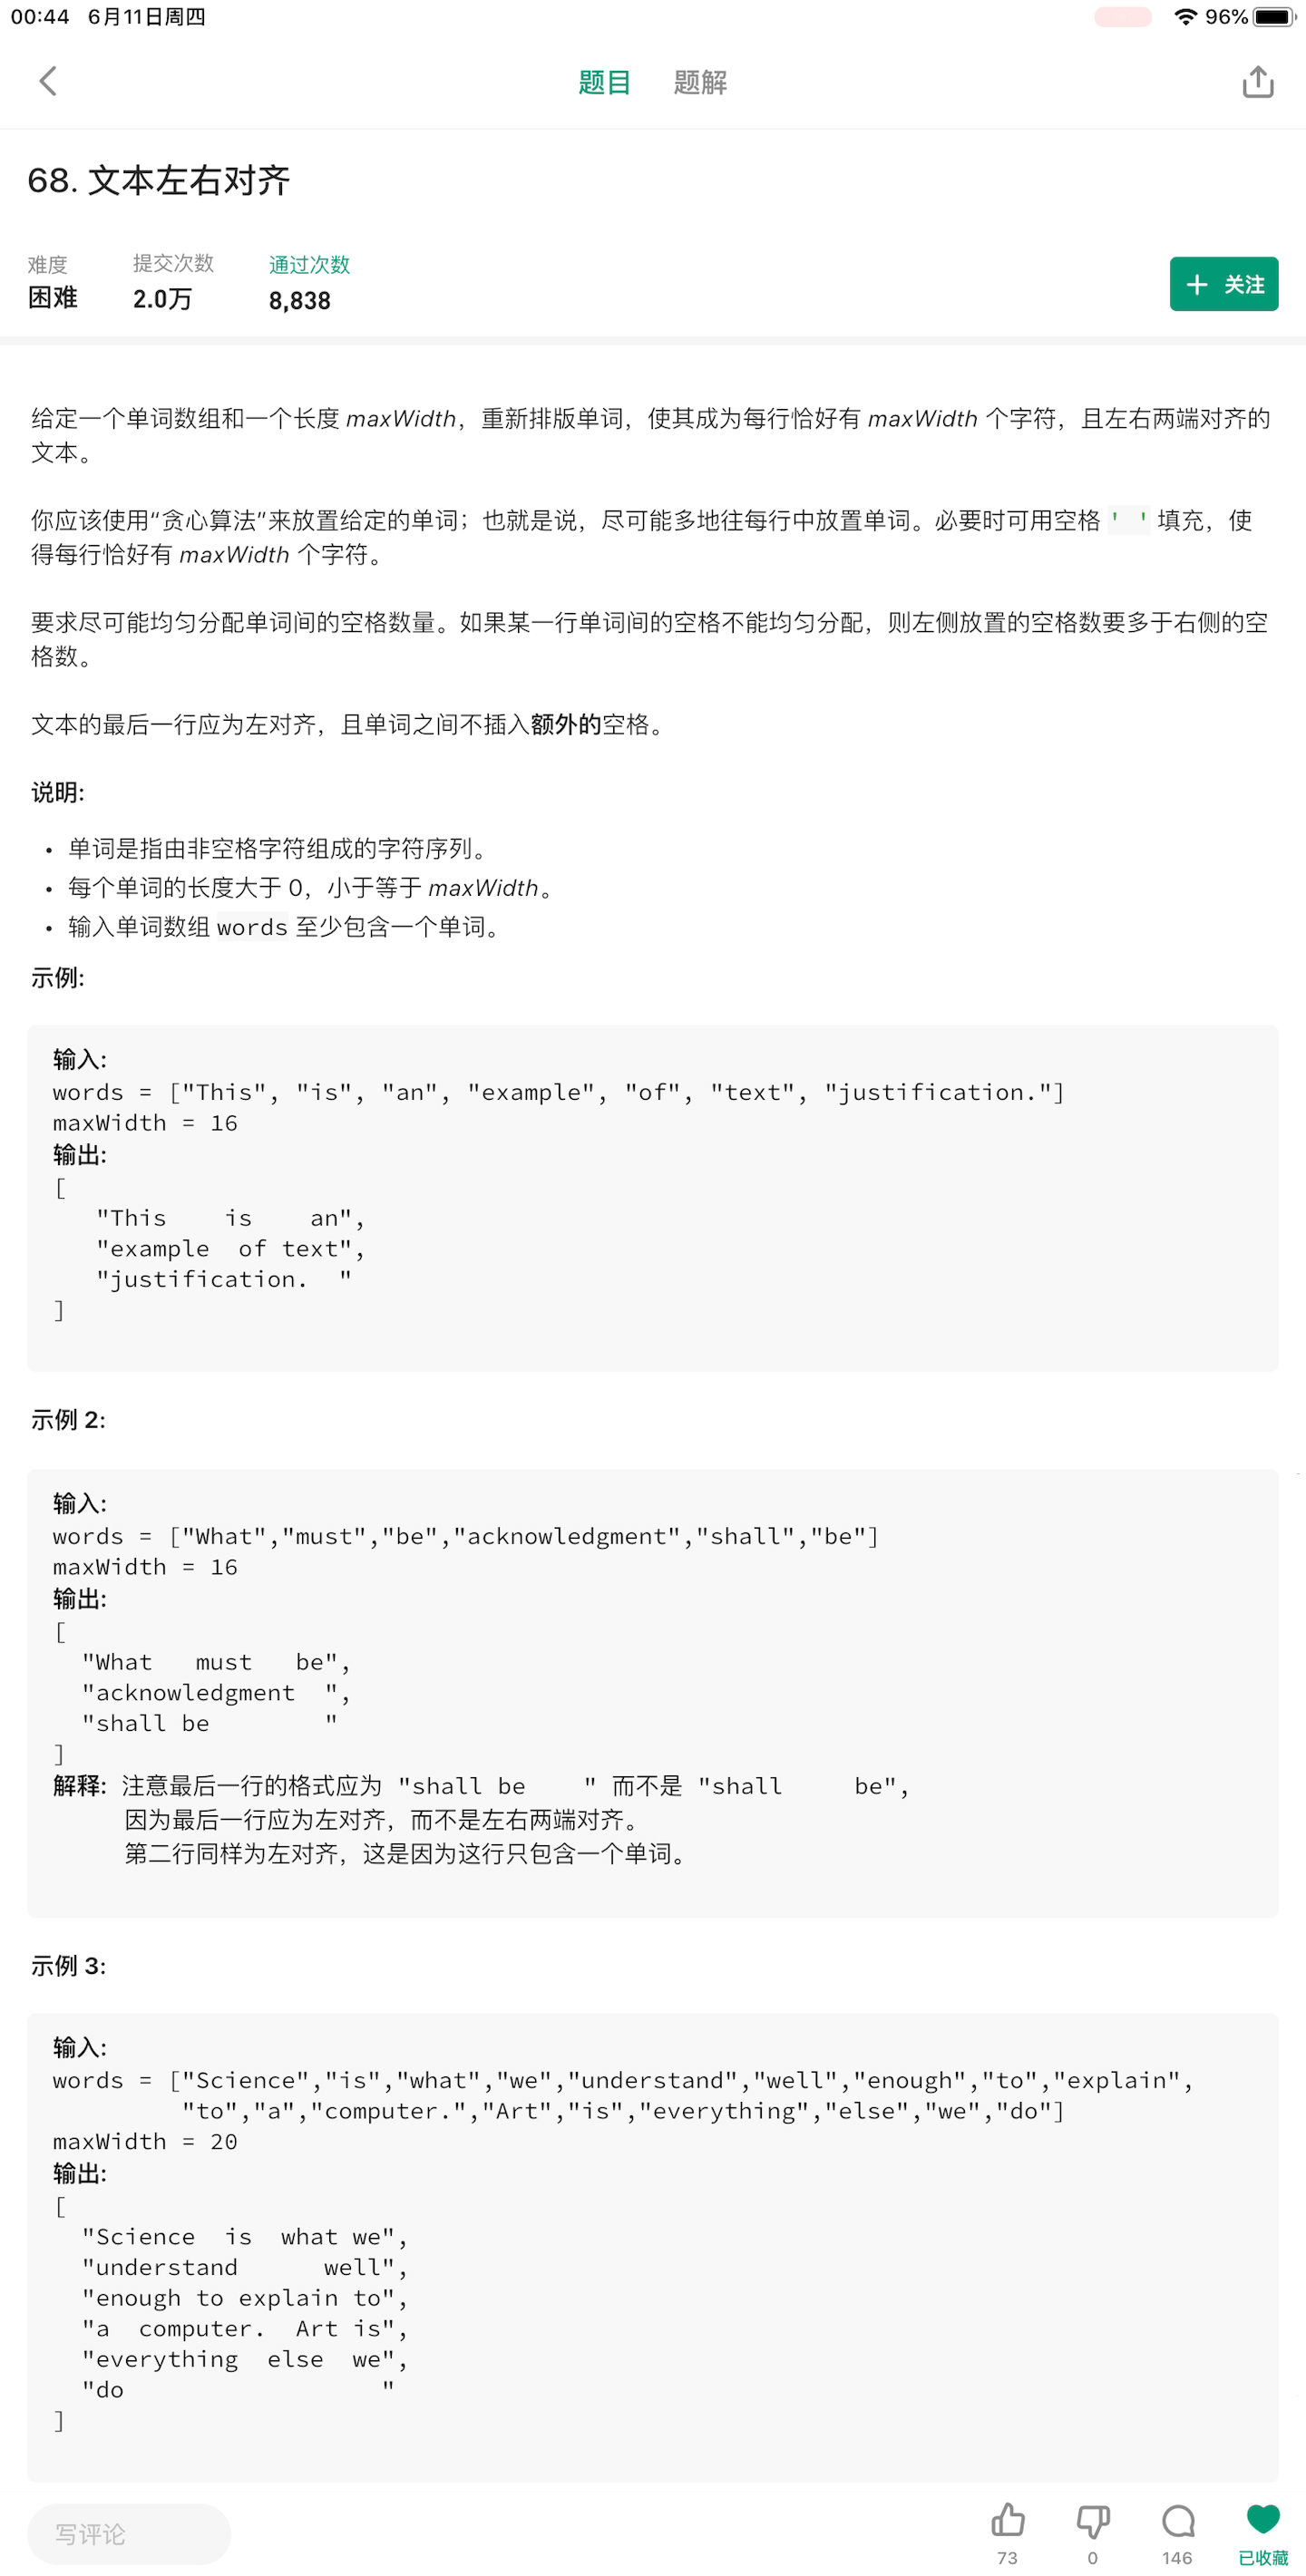 00:44 6月11日周四
96%
题目 题解
68. 文本左右对齐
难度 提交次数 通过次数
困难 2.0万 8,838
+ 关注
给定一个单词数组和一个长度 maxWidth，重新排版单词，使其成为每行恰好有 maxWidth 个字符，且左右两端对齐的
文本。
你应该使用“贪心算法”来放置给定的单词；也就是说，尽可能多地往每行中放置单词。必要时可用空格 ' ' 填充，使
得每行恰好有 maxWidth 个字符。
要求尽可能均匀分配单词间的空格数量。如果某一行单词间的空格不能均匀分配，则左侧放置的空格数要多于右侧的空
格数。
文本的最后一行应为左对齐，且单词之间不插入额外的空格。
说明:
• 单词是指由非空格字符组成的字符序列。
• 每个单词的长度大于 0，小于等于 maxWidth。
• 输入单词数组 words 至少包含一个单词。
示例:
输入:
words = ["This", "is", "an", "example", "of", "text", "justification."]
maxWidth = 16
输出:
[
   "This    is    an",
   "example  of text",
   "justification.  "
]
示例 2:
输入:
words = ["What","must","be","acknowledgment","shall","be"]
maxWidth = 16
输出:
[
  "What   must   be",
  "acknowledgment  ",
  "shall be        "
]
解释: 注意最后一行的格式应为 "shall be    " 而不是 "shall     be",
     因为最后一行应为左对齐，而不是左右两端对齐。
     第二行同样为左对齐，这是因为这行只包含一个单词。
示例 3:
输入:
words = ["Science","is","what","we","understand","well","enough","to","explain",
         "to","a","computer.","Art","is","everything","else","we","do"]
maxWidth = 20
输出:
[
  "Science  is  what we",
  "understand      well",
  "enough to explain to",
  "a  computer.  Art is",
  "everything  else  we",
  "do                  "
]
写评论 73 0 146 已收藏